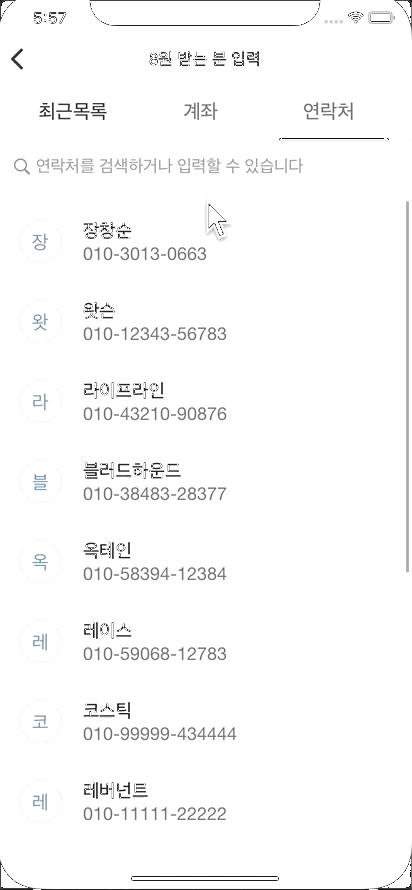 5:57
8원 받는 분 입력
최근목록 계좌 연락처
연락처를 검색하거나 입력할 수 있습니다
장 장창순
010-3013-0663
왓 왓슨
010-12343-56783
라 라이프라인
010-43210-90876
블 블러드하운드
010-38483-28377
옥 옥테인
010-58394-12384
레 레이스
010-59068-12783
코 코스틱
010-99999-434444
레 레버넌트
010-11111-22222